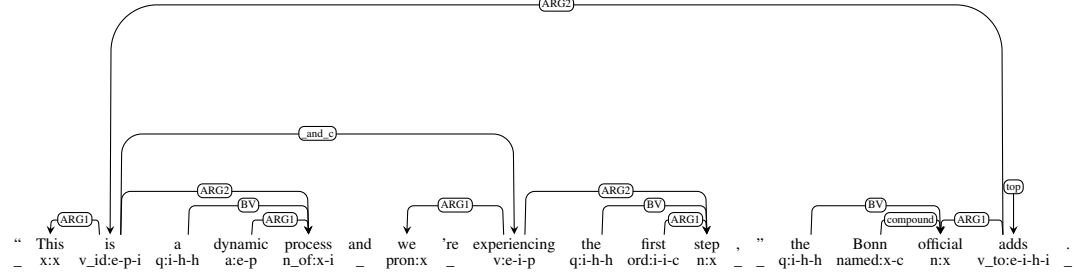 ARG2
_and_c
ARG2 ARG2 top
BV ARG1 BV BV
ARG1 ARG1 ARG1 compound ARG1
“ This is a dynamic process and we 're experiencing the first step , ” the Bonn official adds .
_ x:x v_id:e-p-i q:i-h-h a:e-p n_of:x-i _ pron:x _ v:e-i-p q:i-h-h ord:i-i-c n:x _ _ q:i-h-h named:x-c n:x v_to:e-i-h-i _